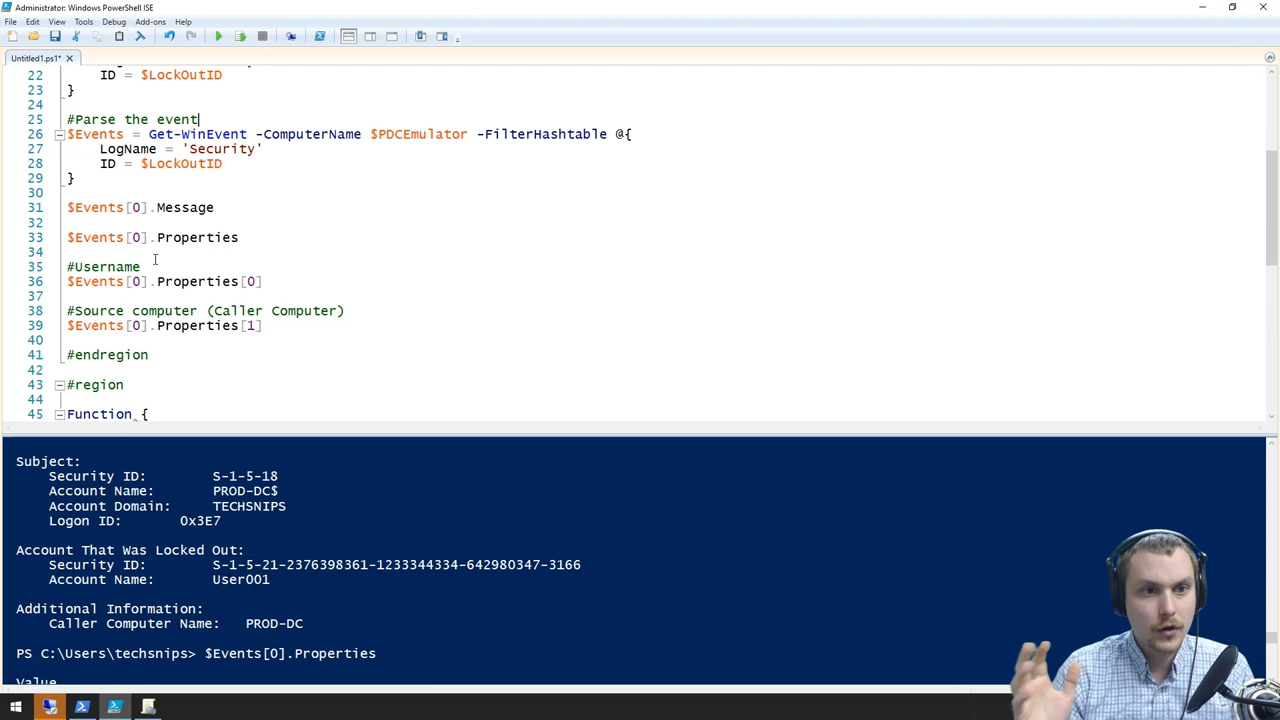 Administrator: Windows PowerShell ISE
File Edit View Tools Debug Add-ons Help
Untitled1.ps1*
22 ID = $LockOutID
23 }
24
25 #Parse the event
26 $Events = Get-WinEvent -ComputerName $PDCEmulator -FilterHashtable @{
27 LogName = 'Security'
28 ID = $LockOutID
29 }
30
31 $Events[0].Message
32
33 $Events[0].Properties
34
35 #Username
36 $Events[0].Properties[0]
37
38 #Source computer (Caller Computer)
39 $Events[0].Properties[1]
40
41 #endregion
42
43 #region
44
45 Function {
Subject:
Security ID: S-1-5-18
Account Name: PROD-DC$
Account Domain: TECHSNIPS
Logon ID: 0x3E7
Account That Was Locked Out:
Security ID: S-1-5-21-2376398361-1233344334-642980347-3166
Account Name: User001
Additional Information:
Caller Computer Name: PROD-DC
PS C:\Users\techsnips> $Events[0].Properties
Value